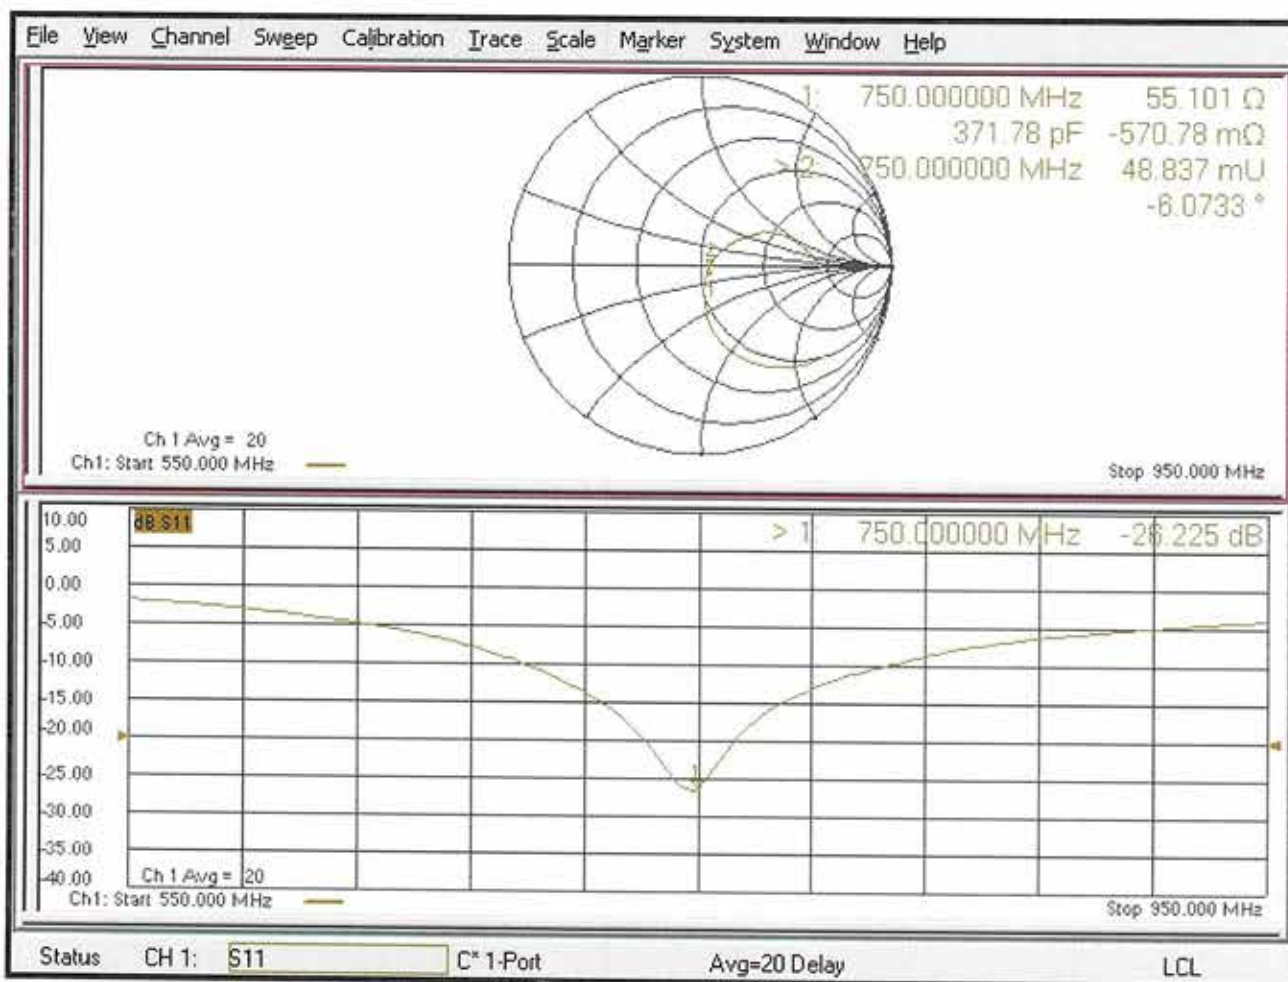 File View Channel Sweep Calibration Trace Scale Marker System Window Help
1: 750.000000 MHz 55.101 Ω
371.78 pF -570.78 mΩ
> 2: 750.000000 MHz 48.837 mU
-6.0733 °
Ch 1 Avg = 20
Ch1: Start 550.000 MHz
Stop 950.000 MHz
10.00
dB S11
> 1: 750.000000 MHz -26.225 dB
5.00
0.00
-5.00
-10.00
-15.00
-20.00
-25.00
1
-30.00
-35.00
-40.00
Ch 1 Avg = 20
Ch1: Start 550.000 MHz
Stop 950.000 MHz
Status CH 1: S11 C* 1-Port Avg=20 Delay LCL